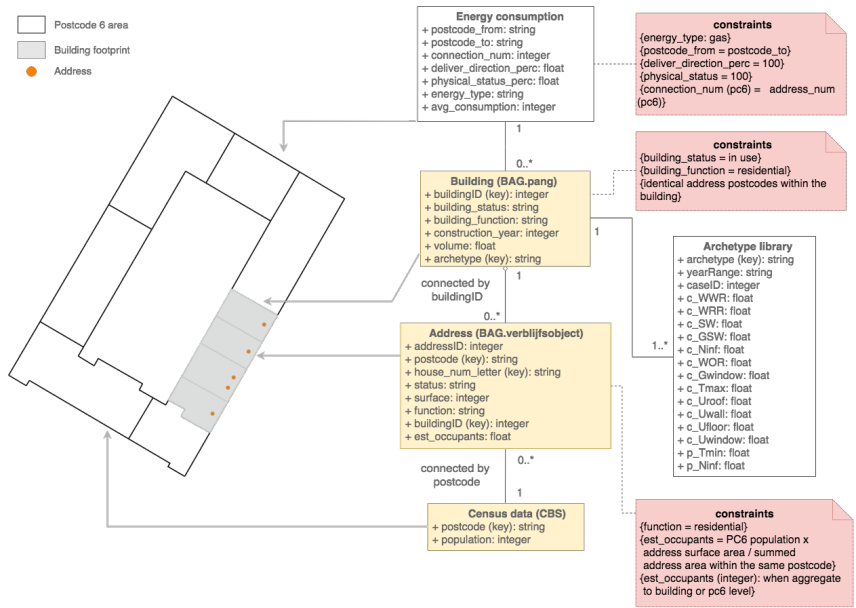 Postcode 6 area
Building footprint
Address
Energy consumption
+ postcode_from: string
+ postcode_to: string
+ connection_num: integer
+ deliver_direction_perc: float
+ physical_status_perc: float
+ energy_type: string
+ avg_consumption: integer
constraints
{energy_type: gas}
{postcode_from = postcode_to}
{deliver_direction_perc = 100}
{physical_status = 100}
{connection_num (pc6) = address_num
(pc6)}
1
0..*
constraints
{building_status = in use}
{building_function = residential}
{identical address postcodes within the
building}
Building (BAG.pang)
+ buildingID (key): integer
+ building_status: string
+ building_function: string
+ construction_year: integer
+ volume: float
+ archetype (key): string
1
1..*
Archetype library
+ archetype (key): string
+ yearRange: string
+ caseID: integer
+ c_WWR: float
+ c_WRR: float
+ c_SW: float
+ c_GSW: float
+ c_Ninf: float
+ c_WOR: float
+ c_Gwindow: float
+ c_Tmax: float
+ c_Uroof: float
+ c_Uwall: float
+ c_Ufloor: float
+ c_Uwindow: float
+ p_Tmin: float
+ p_Ninf: float
connected by
buildingID
1
0..*
Address (BAG.verblijfsobject)
+ addressID: integer
+ postcode (key): string
+ house_num_letter (key): string
+ status: string
+ surface: integer
+ function: string
+ buildingID (key): integer
+ est_occupants: float
connected by
postcode
0..*
1
Census data (CBS)
+ postcode (key): string
+ population: integer
constraints
{function = residential}
{est_occupants = PC6 population x
address surface area / summed
address area within the same postcode}
{est_occupants (integer): when aggregate
to building or pc6 level}